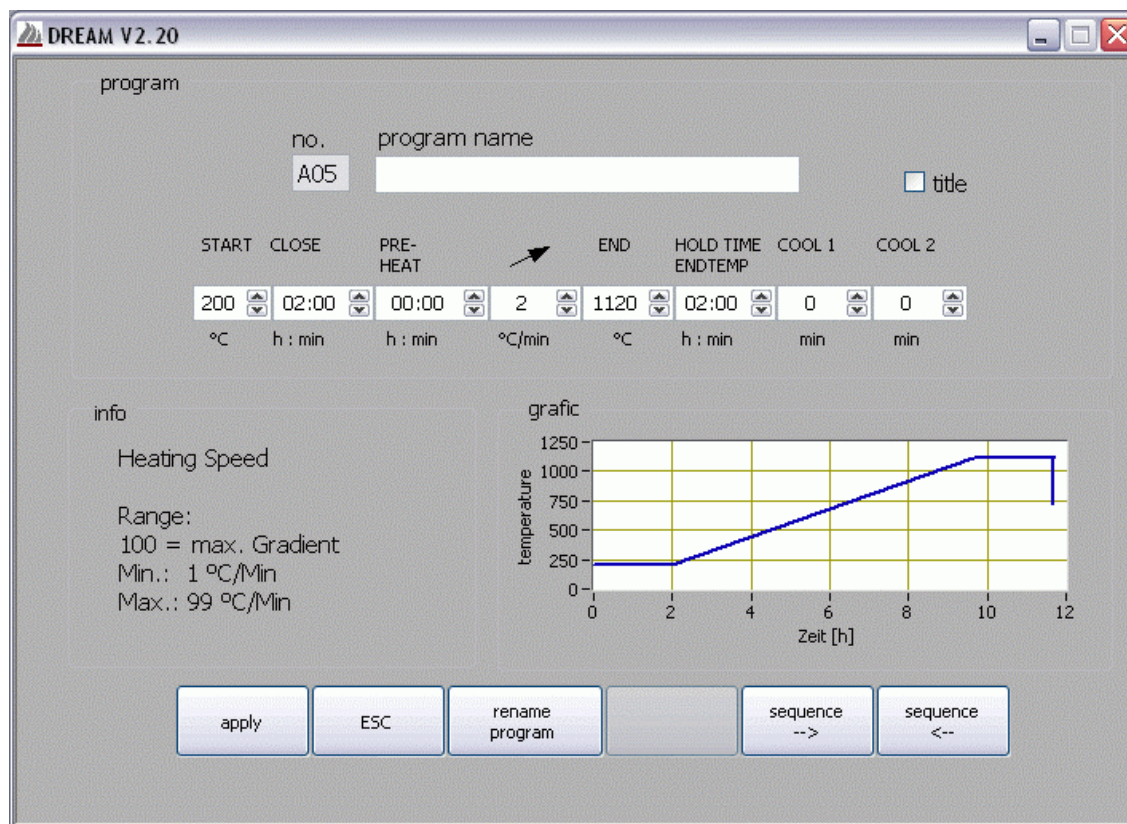 DREAM V2.20
program
no. program name
A05
title
START CLOSE PRE-HEAT END HOLD TIME ENDTEMP COOL 1 COOL 2
200 02:00 00:00 2 1120 02:00 0 0
°C h : min h : min °C/min °C h : min min min
info
Heating Speed
Range:
100 = max. Gradient
Min.: 1 ºC/Min
Max.: 99 ºC/Min
grafic
temperature
1250
1000
750
500
250
0
0 2 4 6 8 10 12
Zeit [h]
apply
ESC
rename
program
sequence
-->
sequence
<--